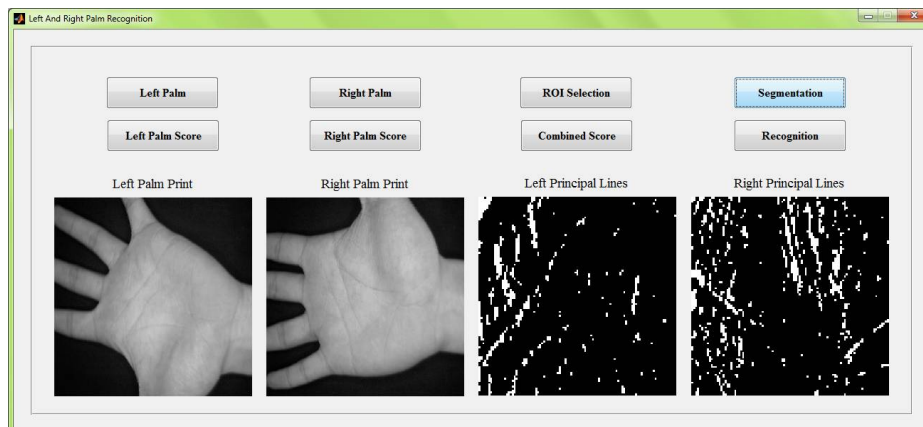 Left And Right Palm Recognition
Left Palm
Right Palm
ROI Selection
Segmentation
Left Palm Score
Right Palm Score
Combined Score
Recognition
Left Palm Print
Right Palm Print
Left Principal Lines
Right Principal Lines